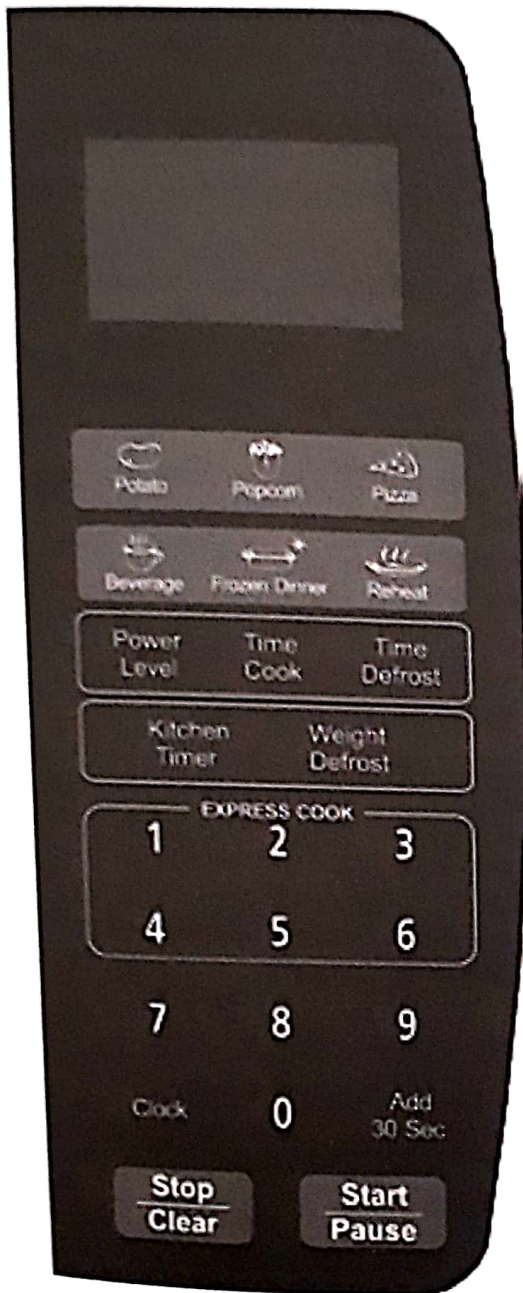 Potato Popcorn Pizza
Beverage Frozen Dinner Reheat
Power Time Time
Level Cook Defrost
Kitchen Weight
Timer Defrost
EXPRESS COOK
1 2 3
4 5 6
7 8 9
Clock 0 Add
30 Sec
Stop Start
Clear Pause